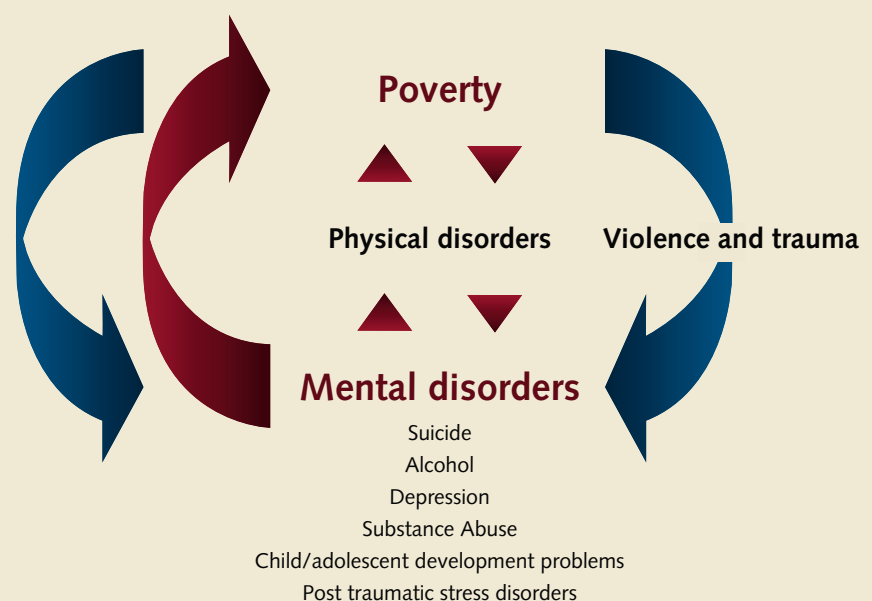 Poverty
Physical disorders
Violence and trauma
Mental disorders
Suicide
Alcohol
Depression
Substance Abuse
Child/adolescent development problems
Post traumatic stress disorders